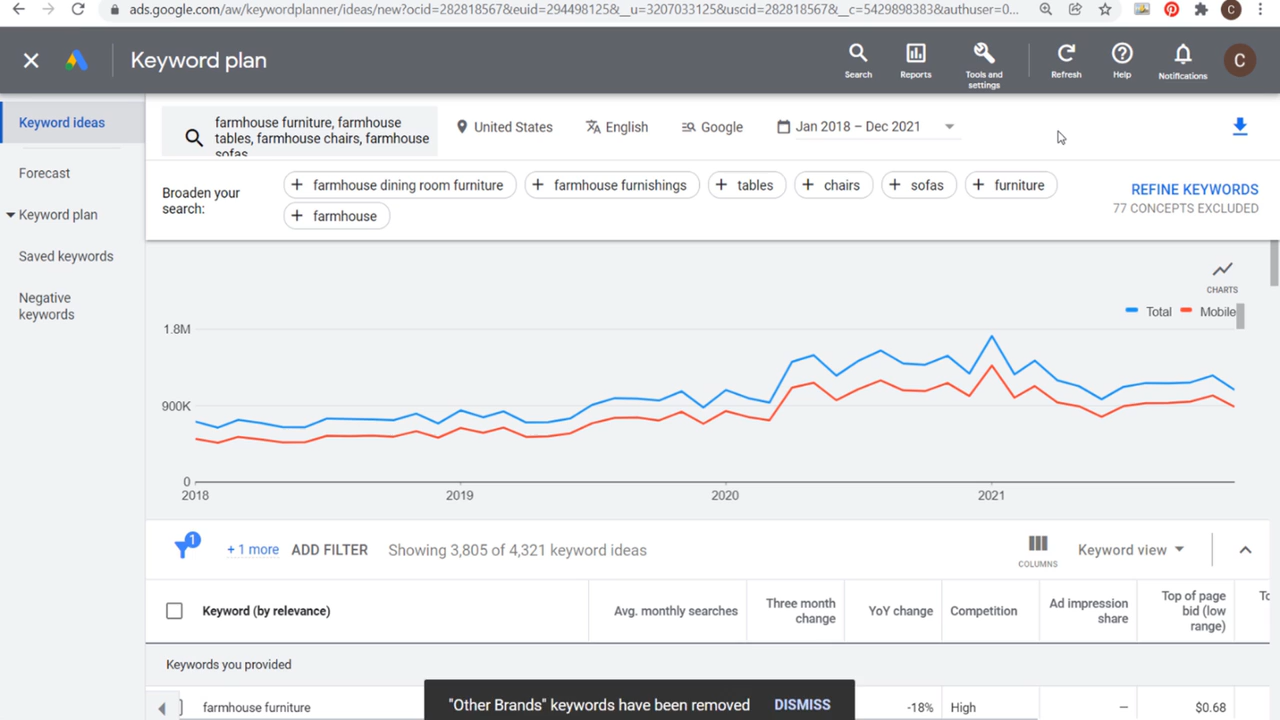 ads.google.com/aw/keywordplanner/ideas/new?ocid=282818567&euid=294498125&__u=3207033125&uscid=282818567&__c=5429898383&authuser=0...
C
Keyword plan
Search
Reports
Tools and
settings
Refresh
Help
Notifications
C
Keyword ideas
Forecast
Keyword plan
Saved keywords
Negative
keywords
farmhouse furniture, farmhouse
tables, farmhouse chairs, farmhouse
sofas
United States
English
Google
Jan 2018 – Dec 2021
Broaden your
search:
+ farmhouse dining room furniture
+ farmhouse furnishings
+ tables
+ chairs
+ sofas
+ furniture
+ farmhouse
REFINE KEYWORDS
77 CONCEPTS EXCLUDED
CHARTS
Total
Mobile
1.8M
900K
0
2018
2019
2020
2021
1
+ 1 more
ADD FILTER
Showing 3,805 of 4,321 keyword ideas
COLUMNS
Keyword view
Keyword (by relevance)
Avg. monthly searches
Three month
change
YoY change
Competition
Ad impression
share
Top of page
bid (low
range)
To
Keywords you provided
farmhouse furniture
-18%
High
–
$0.68
"Other Brands" keywords have been removed
DISMISS